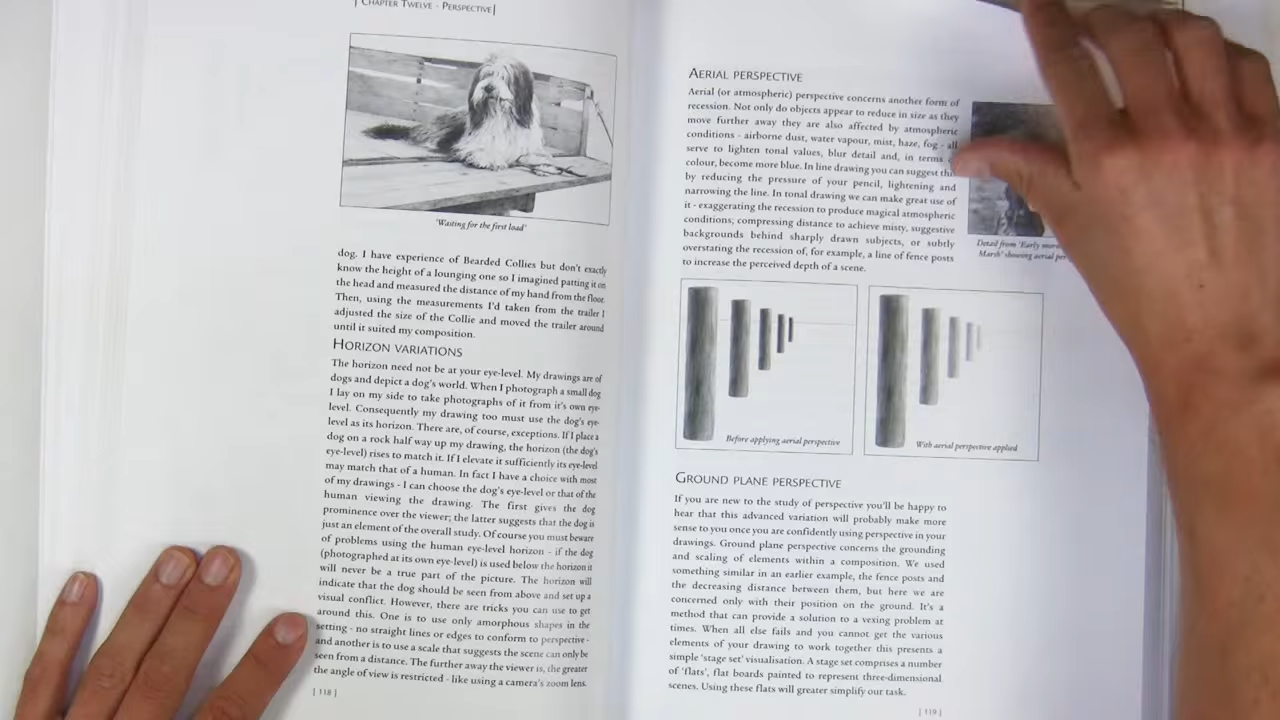 | CHAPTER TWELVE - PERSPECTIVE |
'Waiting for the first load'
dog. I have experience of Bearded Collies but don't exactly
know the height of a lounging one so I imagined patting it on
the head and measured the distance of my hand from the floor.
Then, using the measurements I'd taken from the trailer I
adjusted the size of the Collie and moved the trailer around
until it suited my composition.
HORIZON VARIATIONS
The horizon need not be at your eye-level. My drawings are of
dogs and depict a dog's world. When I photograph a small dog
I lay on my side to take photographs of it from it's own eye-
level. Consequently my drawing too must use the dog's eye-
level as its horizon. There are, of course, exceptions. If I place a
dog on a rock half way up my drawing, the horizon (the dog's
eye-level) rises to match it. If I elevate it sufficiently its eye-level
may match that of a human. In fact I have a choice with most
of my drawings - I can choose the dog's eye-level or that of the
human viewing the drawing. The first gives the dog
prominence over the viewer; the latter suggests that the dog is
just an element of the overall study. Of course you must beware
of problems using the human eye-level horizon - if the dog
(photographed at its own eye-level) is used below the horizon it
will never be a true part of the picture. The horizon will
indicate that the dog should be seen from above and set up a
visual conflict. However, there are tricks you can use to get
around this. One is to use only amorphous shapes in the
setting - no straight lines or edges to conform to perspective -
and another is to use a scale that suggests the scene can only be
seen from a distance. The further away the viewer is, the greater
the angle of view is restricted - like using a camera's zoom lens.
| 118 |
AERIAL PERSPECTIVE
Aerial (or atmospheric) perspective concerns another form of
recession. Not only do objects appear to reduce in size as they
move further away they are also affected by atmospheric
conditions - airborne dust, water vapour, mist, haze, fog - all
serve to lighten tonal values, blur detail and, in terms
colour, become more blue. In line drawing you can suggest this
by reducing the pressure of your pencil, lightening and
narrowing the line. In tonal drawing we can make great use of
it - exaggerating the recession to produce magical atmospheric
conditions; compressing distance to achieve misty, suggestive
backgrounds behind sharply drawn subjects, or subtly
overstating the recession of, for example, a line of fence posts
to increase the perceived depth of a scene.
Detail from 'Early
Marsh' showing aerial
Before applying aerial perspective
With aerial perspective applied
GROUND PLANE PERSPECTIVE
If you are new to the study of perspective you'll be happy to
hear that this advanced variation will probably make more
sense to you once you are confidently using perspective in your
drawings. Ground plane perspective concerns the grounding
and scaling of elements within a composition. We used
something similar in an earlier example, the fence posts and
the decreasing distance between them, but here we are
concerned only with their position on the ground. It's a
method that can provide a solution to a vexing problem at
times. When all else fails and you cannot get the various
elements of your drawing to work together this presents a
simple 'stage set' visualisation. A stage set comprises a number
of 'flats', flat boards painted to represent three-dimensional
scenes. Using these flats will greater simplify our task.
| 119 |